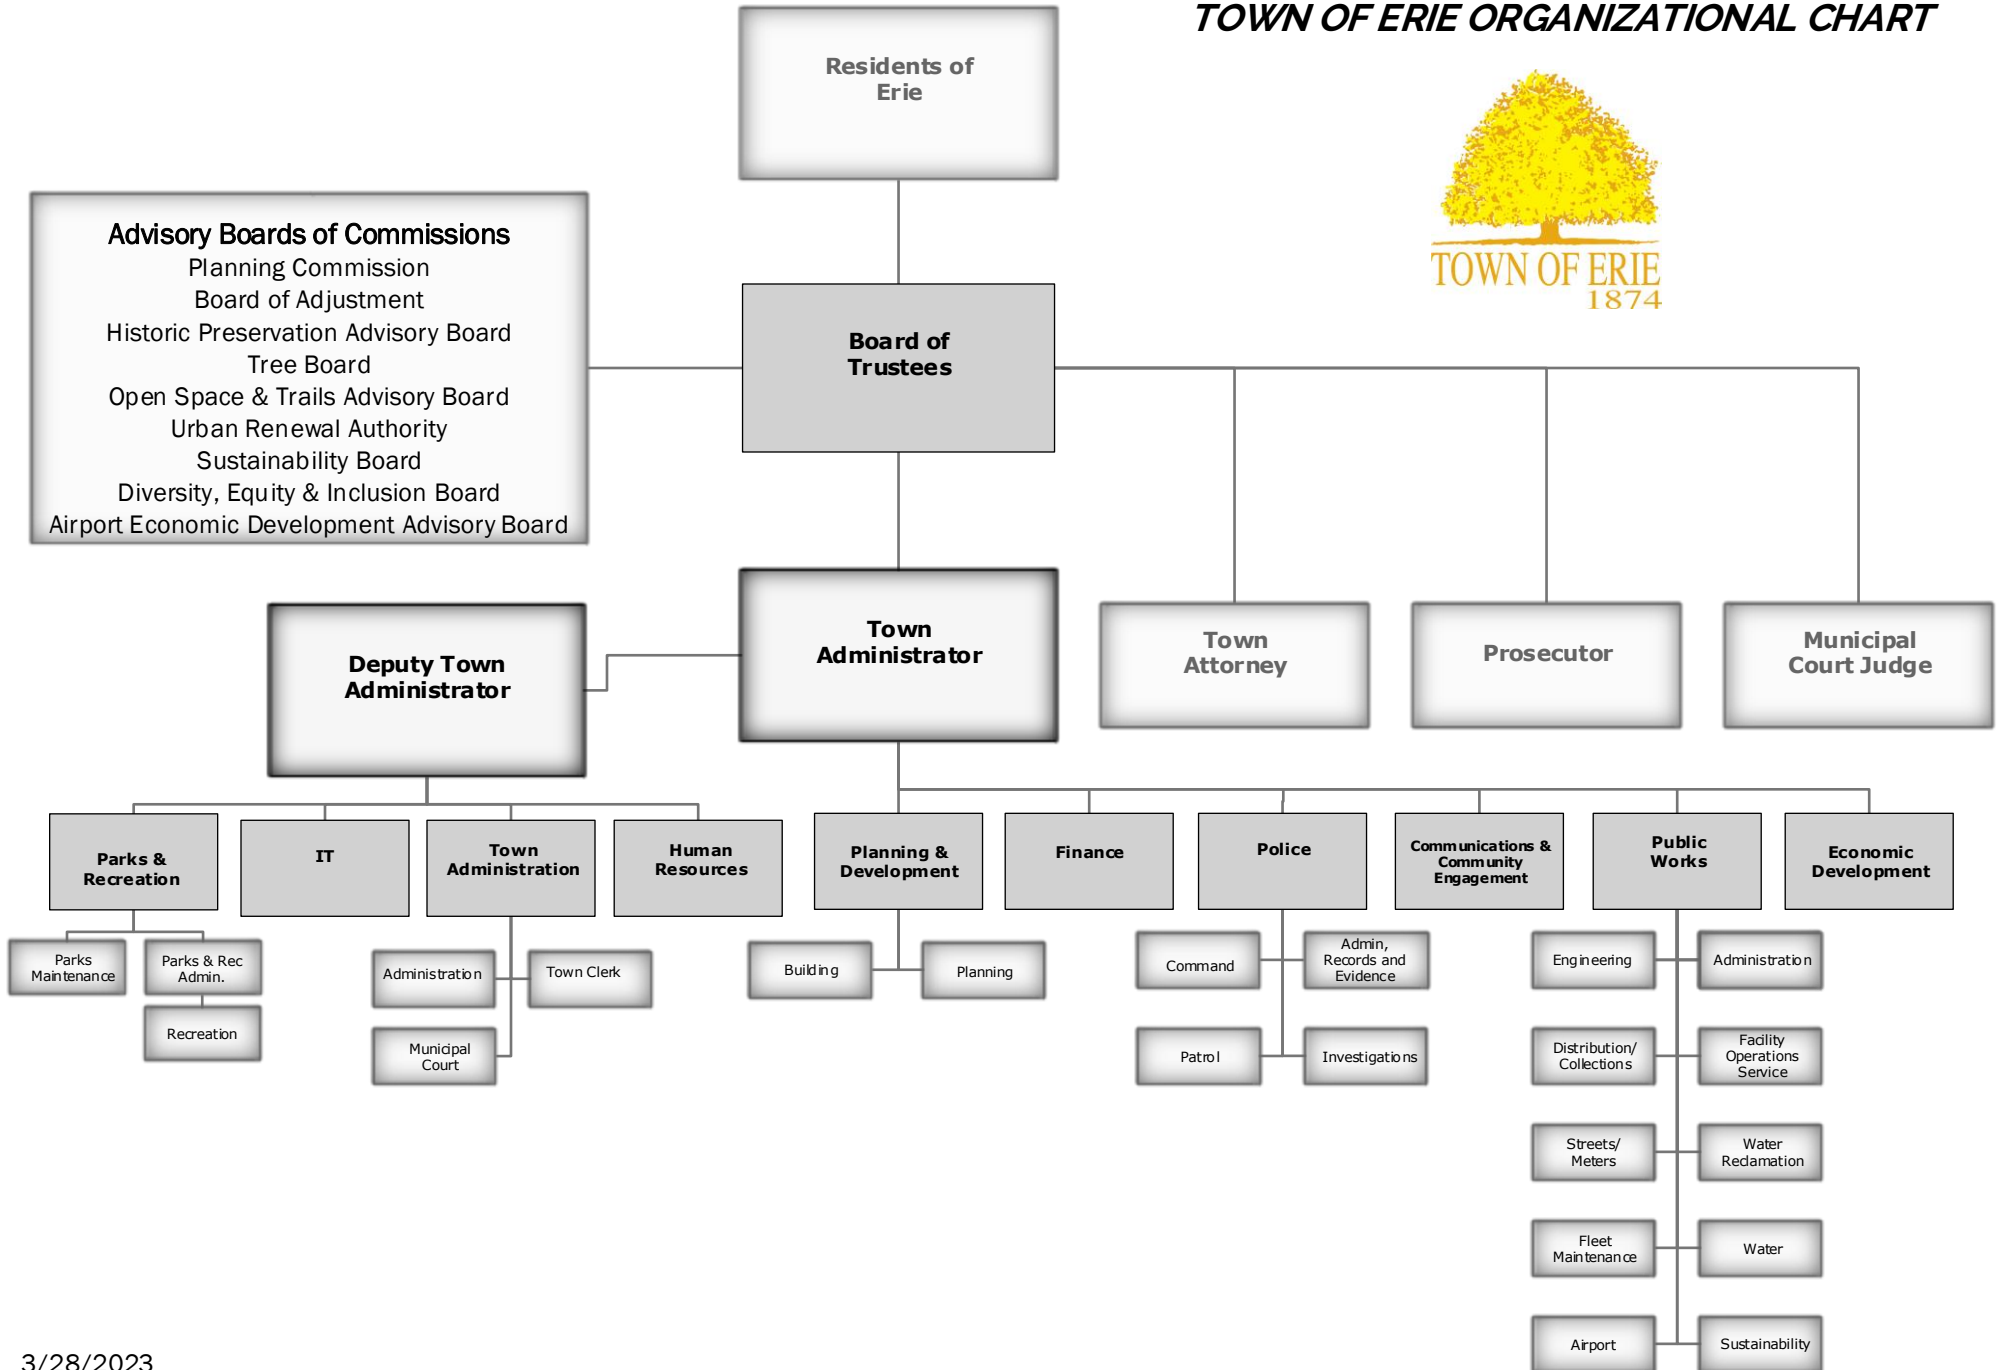 TOWN OF ERIE ORGANIZATIONAL CHART
Residents of
Erie
TOWN OF ERIE
1874
Advisory Boards of Commissions
Planning Commission
Board of Adjustment
Historic Preservation Advisory Board
Tree Board
Open Space & Trails Advisory Board
Urban Renewal Authority
Sustainability Board
Diversity, Equity & Inclusion Board
Airport Economic Development Advisory Board
Board of
Trustees
Deputy Town
Administrator
Town
Administrator
Town
Attorney
Prosecutor
Municipal
Court Judge
Parks &
Recreation
IT
Town
Administration
Human
Resources
Planning &
Development
Finance
Police
Communications &
Community
Engagement
Public
Works
Economic
Development
Parks
Maintenance
Parks & Rec
Admin.
Recreation
Administration
Town Clerk
Municipal
Court
Building
Planning
Command
Admin,
Records and
Evidence
Patrol
Investigations
Engineering
Administration
Distribution/
Collections
Facility
Operations
Service
Streets/
Meters
Water
Reclamation
Fleet
Maintenance
Water
Airport
Sustainability
3/28/2023